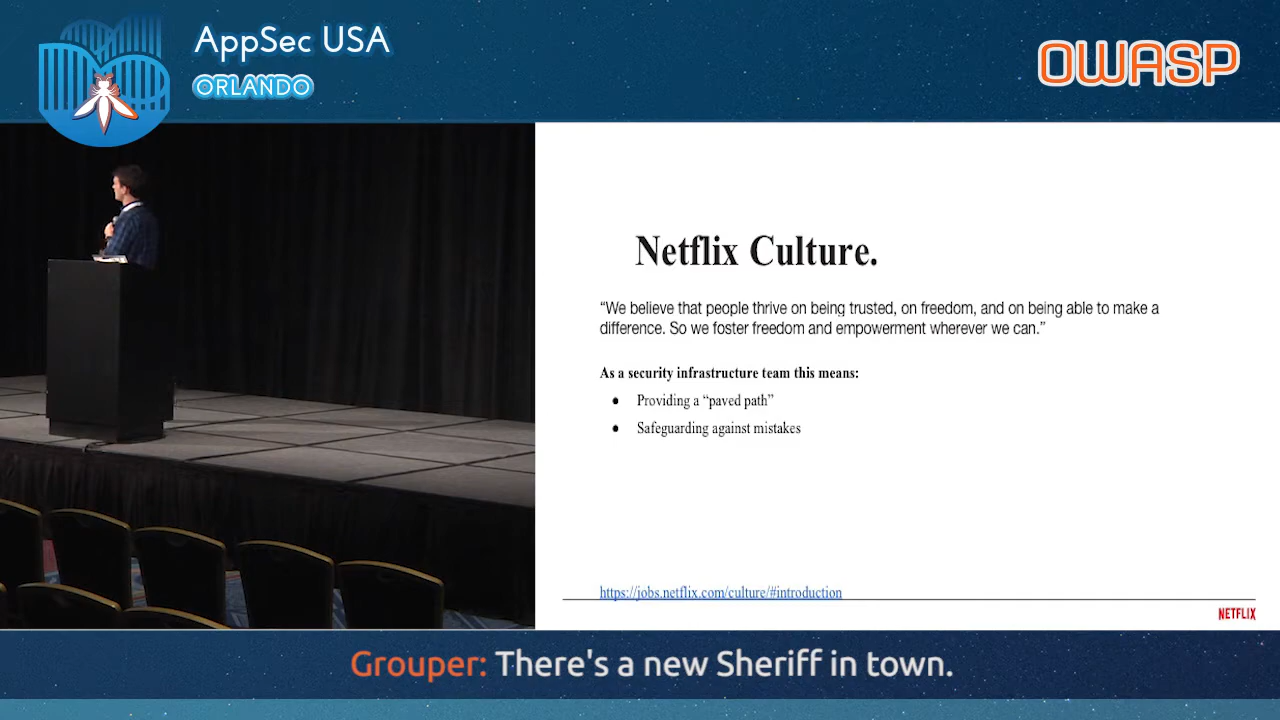 AppSec USA
ORLANDO
OWASP
Netflix Culture.
“We believe that people thrive on being trusted, on freedom, and on being able to make a
difference. So we foster freedom and empowerment wherever we can.”
As a security infrastructure team this means:
● Providing a “paved path”
● Safeguarding against mistakes
https://jobs.netflix.com/culture/#introduction
NETFLIX
Grouper: There's a new Sheriff in town.